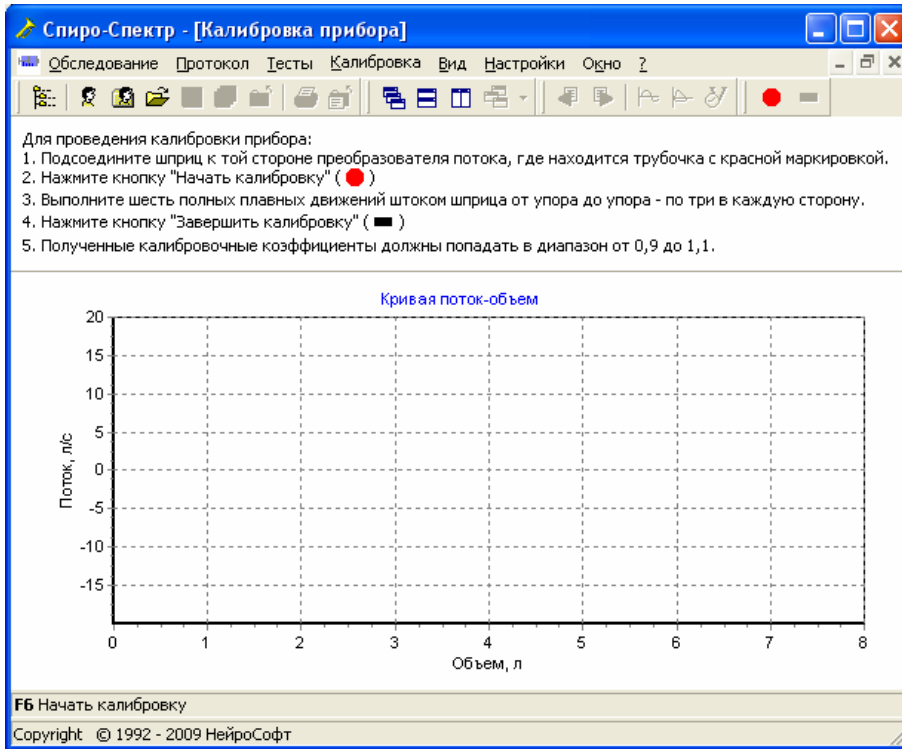 Спиро-Спектр - [Калибровка прибора]
Обследование Протокол Тесты Калибровка Вид Настройки Окно ?
Для проведения калибровки прибора:
1. Подсоедините шприц к той стороне преобразователя потока, где находится трубочка с красной маркировкой.
2. Нажмите кнопку "Начать калибровку" ( )
3. Выполните шесть полных плавных движений штоком шприца от упора до упора - по три в каждую сторону.
4. Нажмите кнопку "Завершить калибровку" ( )
5. Полученные калибровочные коэффициенты должны попадать в диапазон от 0,9 до 1,1.
Кривая поток-объем
20
15
10
5
0
-5
-10
-15
Поток, л/с
0 1 2 3 4 5 6 7 8
Объем, л
F6 Начать калибровку
Copyright © 1992 - 2009 НейроСофт